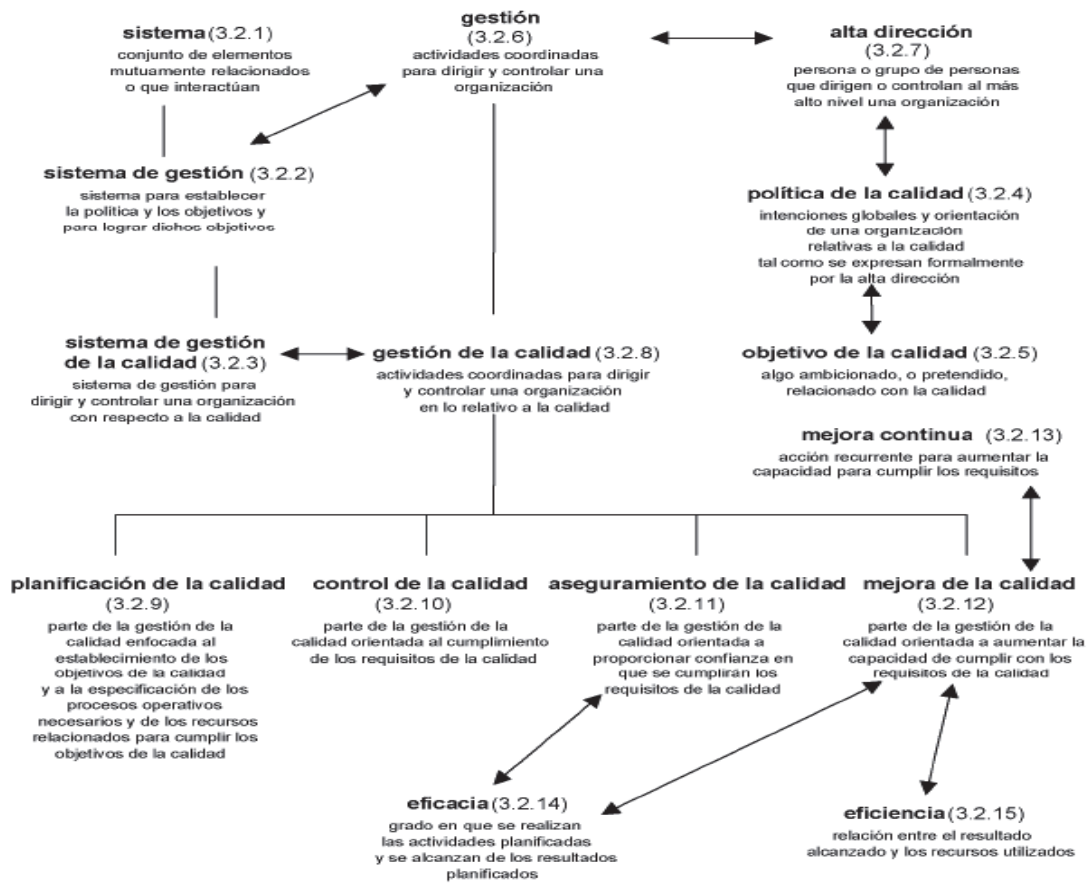 sistema (3.2.1)
conjunto de elementos
mutuamente relacionados
o que interactúan
gestión
(3.2.6)
actividades coordinadas
para dirigir y controlar una
organización
alta dirección
(3.2.7)
persona o grupo de personas
que dirigen o controlan al más
alto nivel una organización
sistema de gestión (3.2.2)
sistema para establecer
la política y los objetivos y
para lograr dichos objetivos
política de la calidad (3.2.4)
intenciones globales y orientación
de una organización
relativas a la calidad
tal como se expresan formalmente
por la alta dirección
sistema de gestión
de la calidad (3.2.3)
sistema de gestión para
dirigir y controlar una organización
con respecto a la calidad
gestión de la calidad (3.2.8)
actividades coordinadas para dirigir
y controlar una organización
en lo relativo a la calidad
objetivo de la calidad (3.2.5)
algo ambicionado, o pretendido,
relacionado con la calidad
mejora continua (3.2.13)
acción recurrente para aumentar la
capacidad para cumplir los requisitos
planificación de la calidad
(3.2.9)
parte de la gestión de la
calidad enfocada al
establecimiento de los
objetivos de la calidad
y a la especificación de los
procesos operativos
necesarios y de los recursos
relacionados para cumplir los
objetivos de la calidad
control de la calidad
(3.2.10)
parte de la gestión de la
calidad orientada al cumplimiento
de los requisitos de la calidad
aseguramiento de la calidad
(3.2.11)
parte de la gestión de la
calidad orientada a
proporcionar confianza en
que se cumplirán los
requisitos de la calidad
mejora de la calidad
(3.2.12)
parte de la gestión de la
calidad orientada a aumentar la
capacidad de cumplir con los
requisitos de la calidad
eficacia (3.2.14)
grado en que se realizan
las actividades planificadas
y se alcanzan de los resultados
planificados
eficiencia (3.2.15)
relación entre el resultado
alcanzado y los recursos utilizados